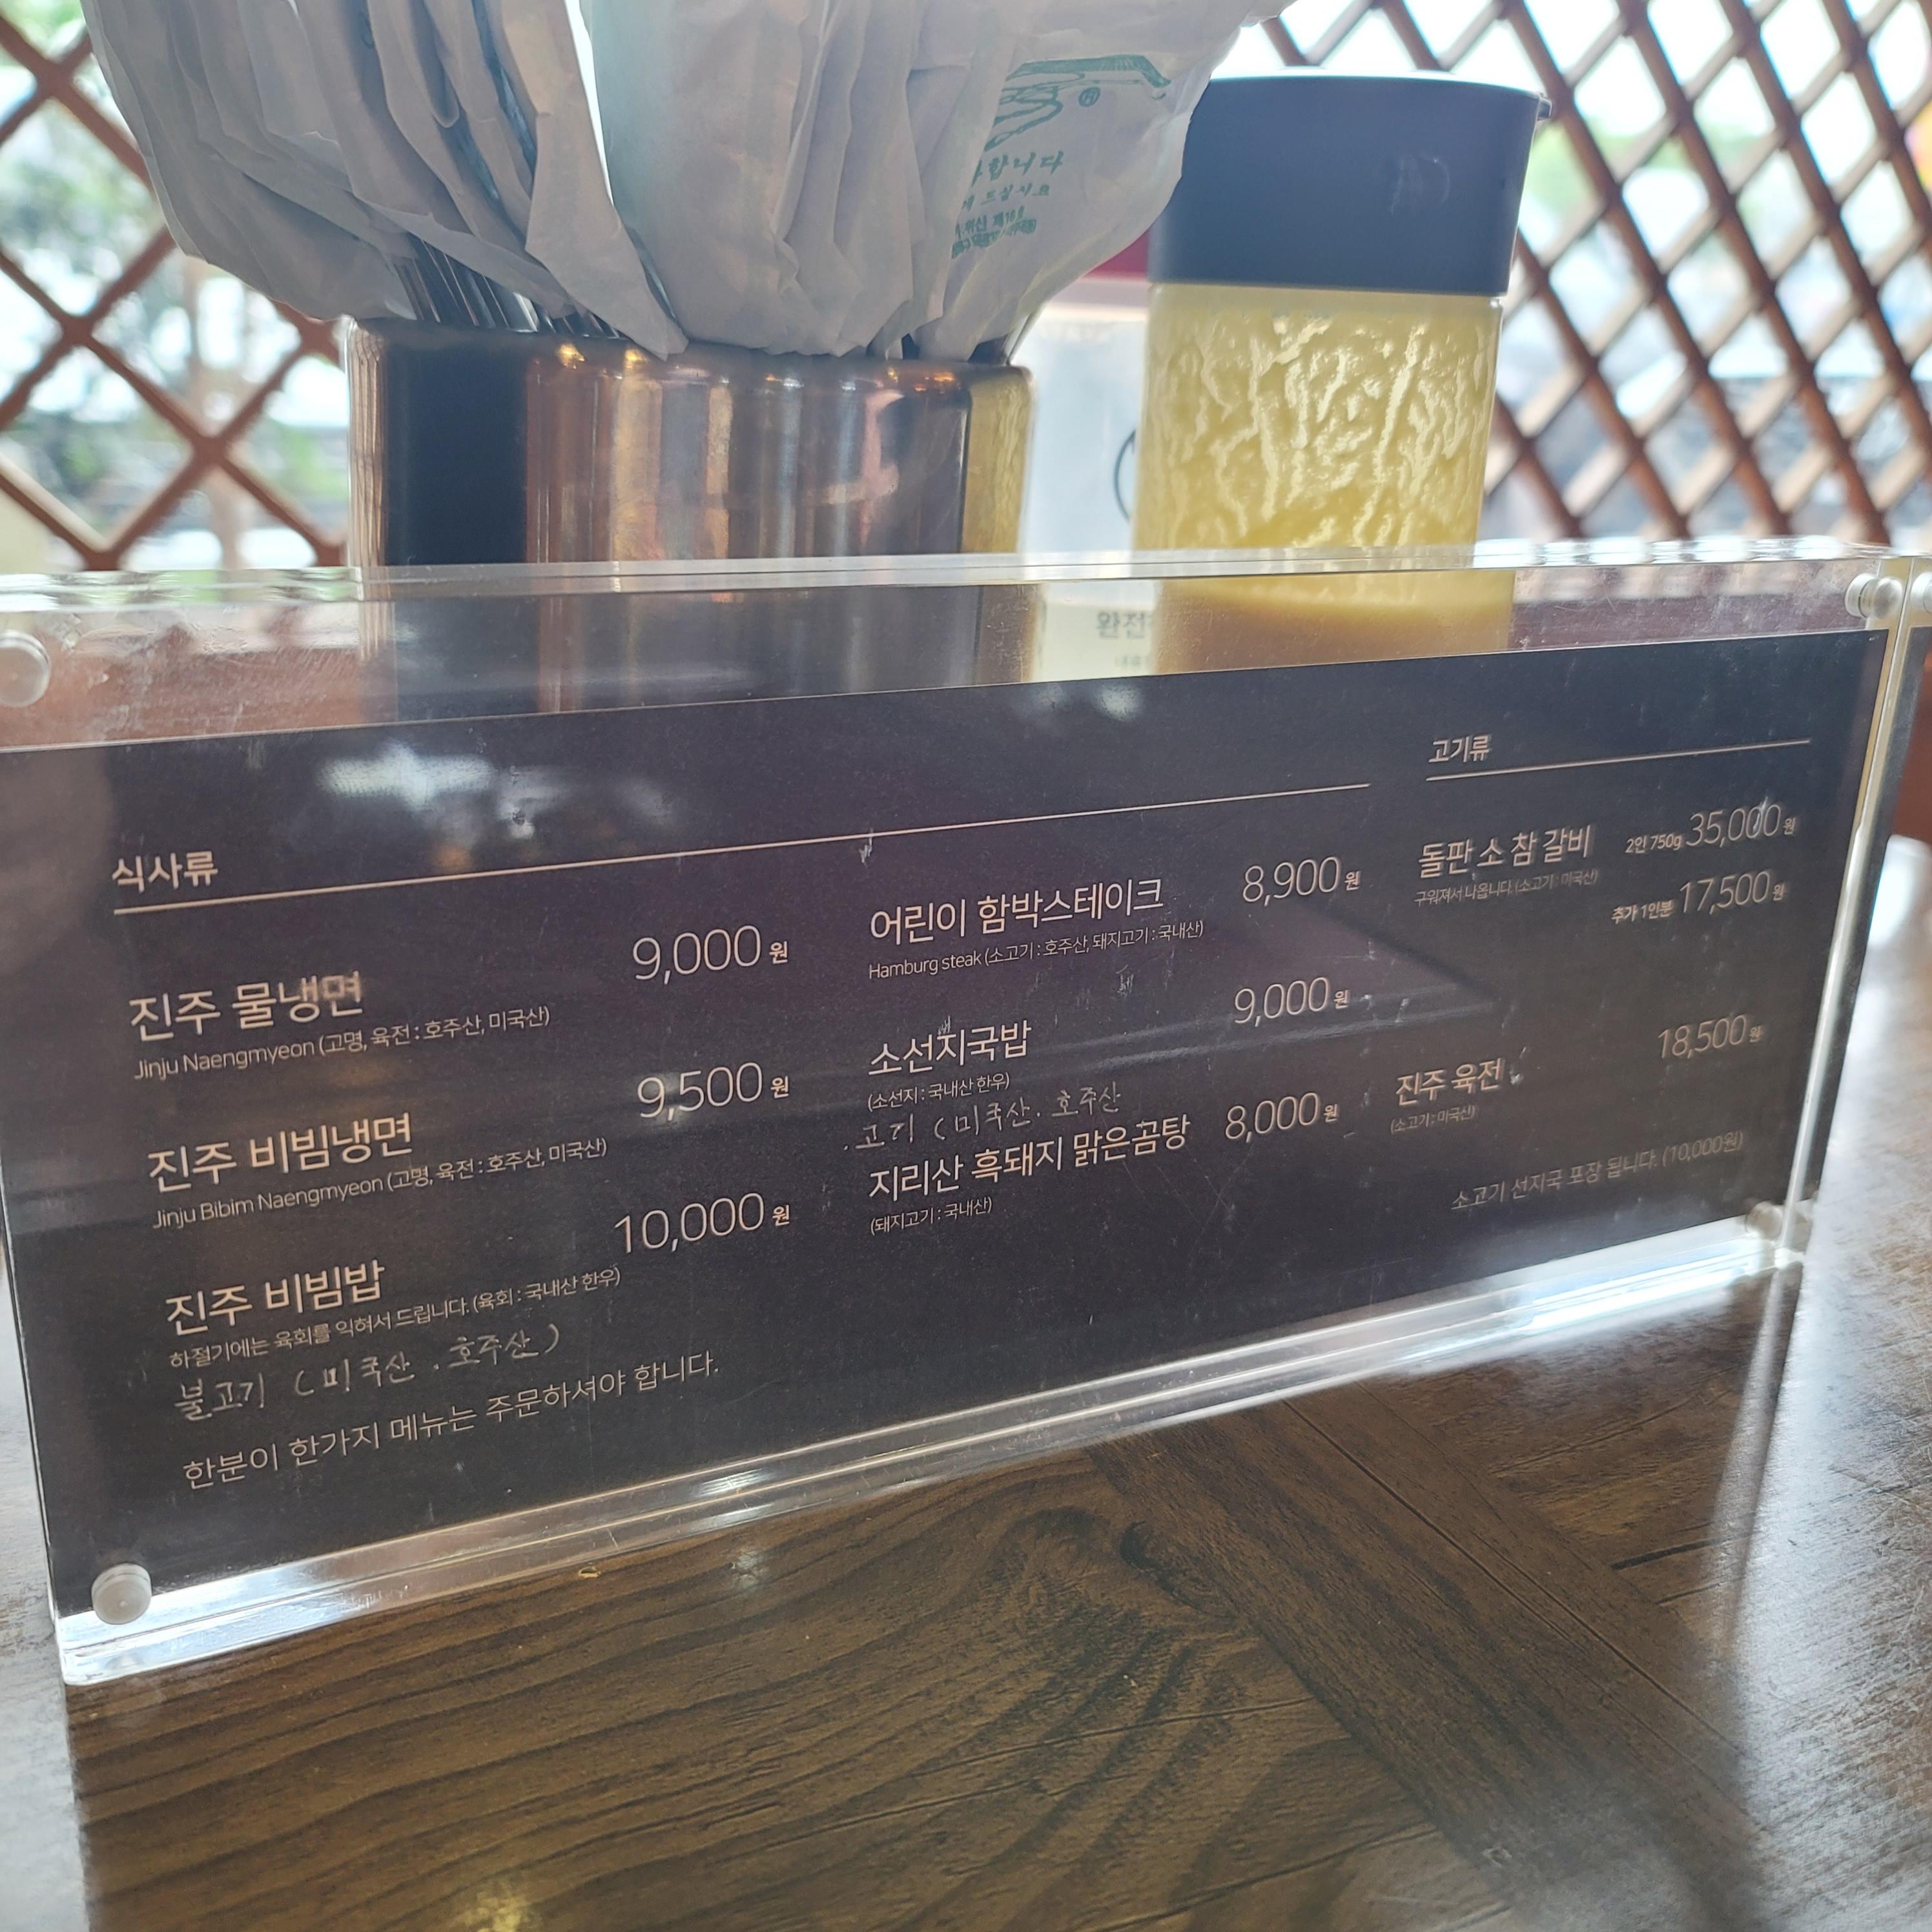 합니다
드십시요
완전
식사류
진주 물냉면 9,000 원
Jinju Naengmyeon (고명, 육전 : 호주산, 미국산)
진주 비빔냉면 9,500 원
Jinju Bibim Naengmyeon (고명, 육전 : 호주산, 미국산)
진주 비빔밥 10,000 원
하절기에는 육회를 익혀서 드립니다. (육회 : 국내산 한우)
불고기 (미국산 . 호주산)
한분이 한가지 메뉴는 주문하셔야 합니다.
어린이 함박스테이크 8,900 원
Hamburg steak (소고기 : 호주산, 돼지고기 : 국내산)
소선지국밥 9,000 원
(소선지 : 국내산 한우)
고기 (미국산 . 호주산
지리산 흑돼지 맑은곰탕 8,000 원
(돼지고기 : 국내산)
고기류
돌판 소 참 갈비 2인 750g 35,000 원
구워져서 나옵니다. (소고기 : 미국산)
추가 1인분 17,500 원
진주 육전 18,500 원
(소고기 : 미국산)
소고기 선지국 포장 됩니다. (10,000원)